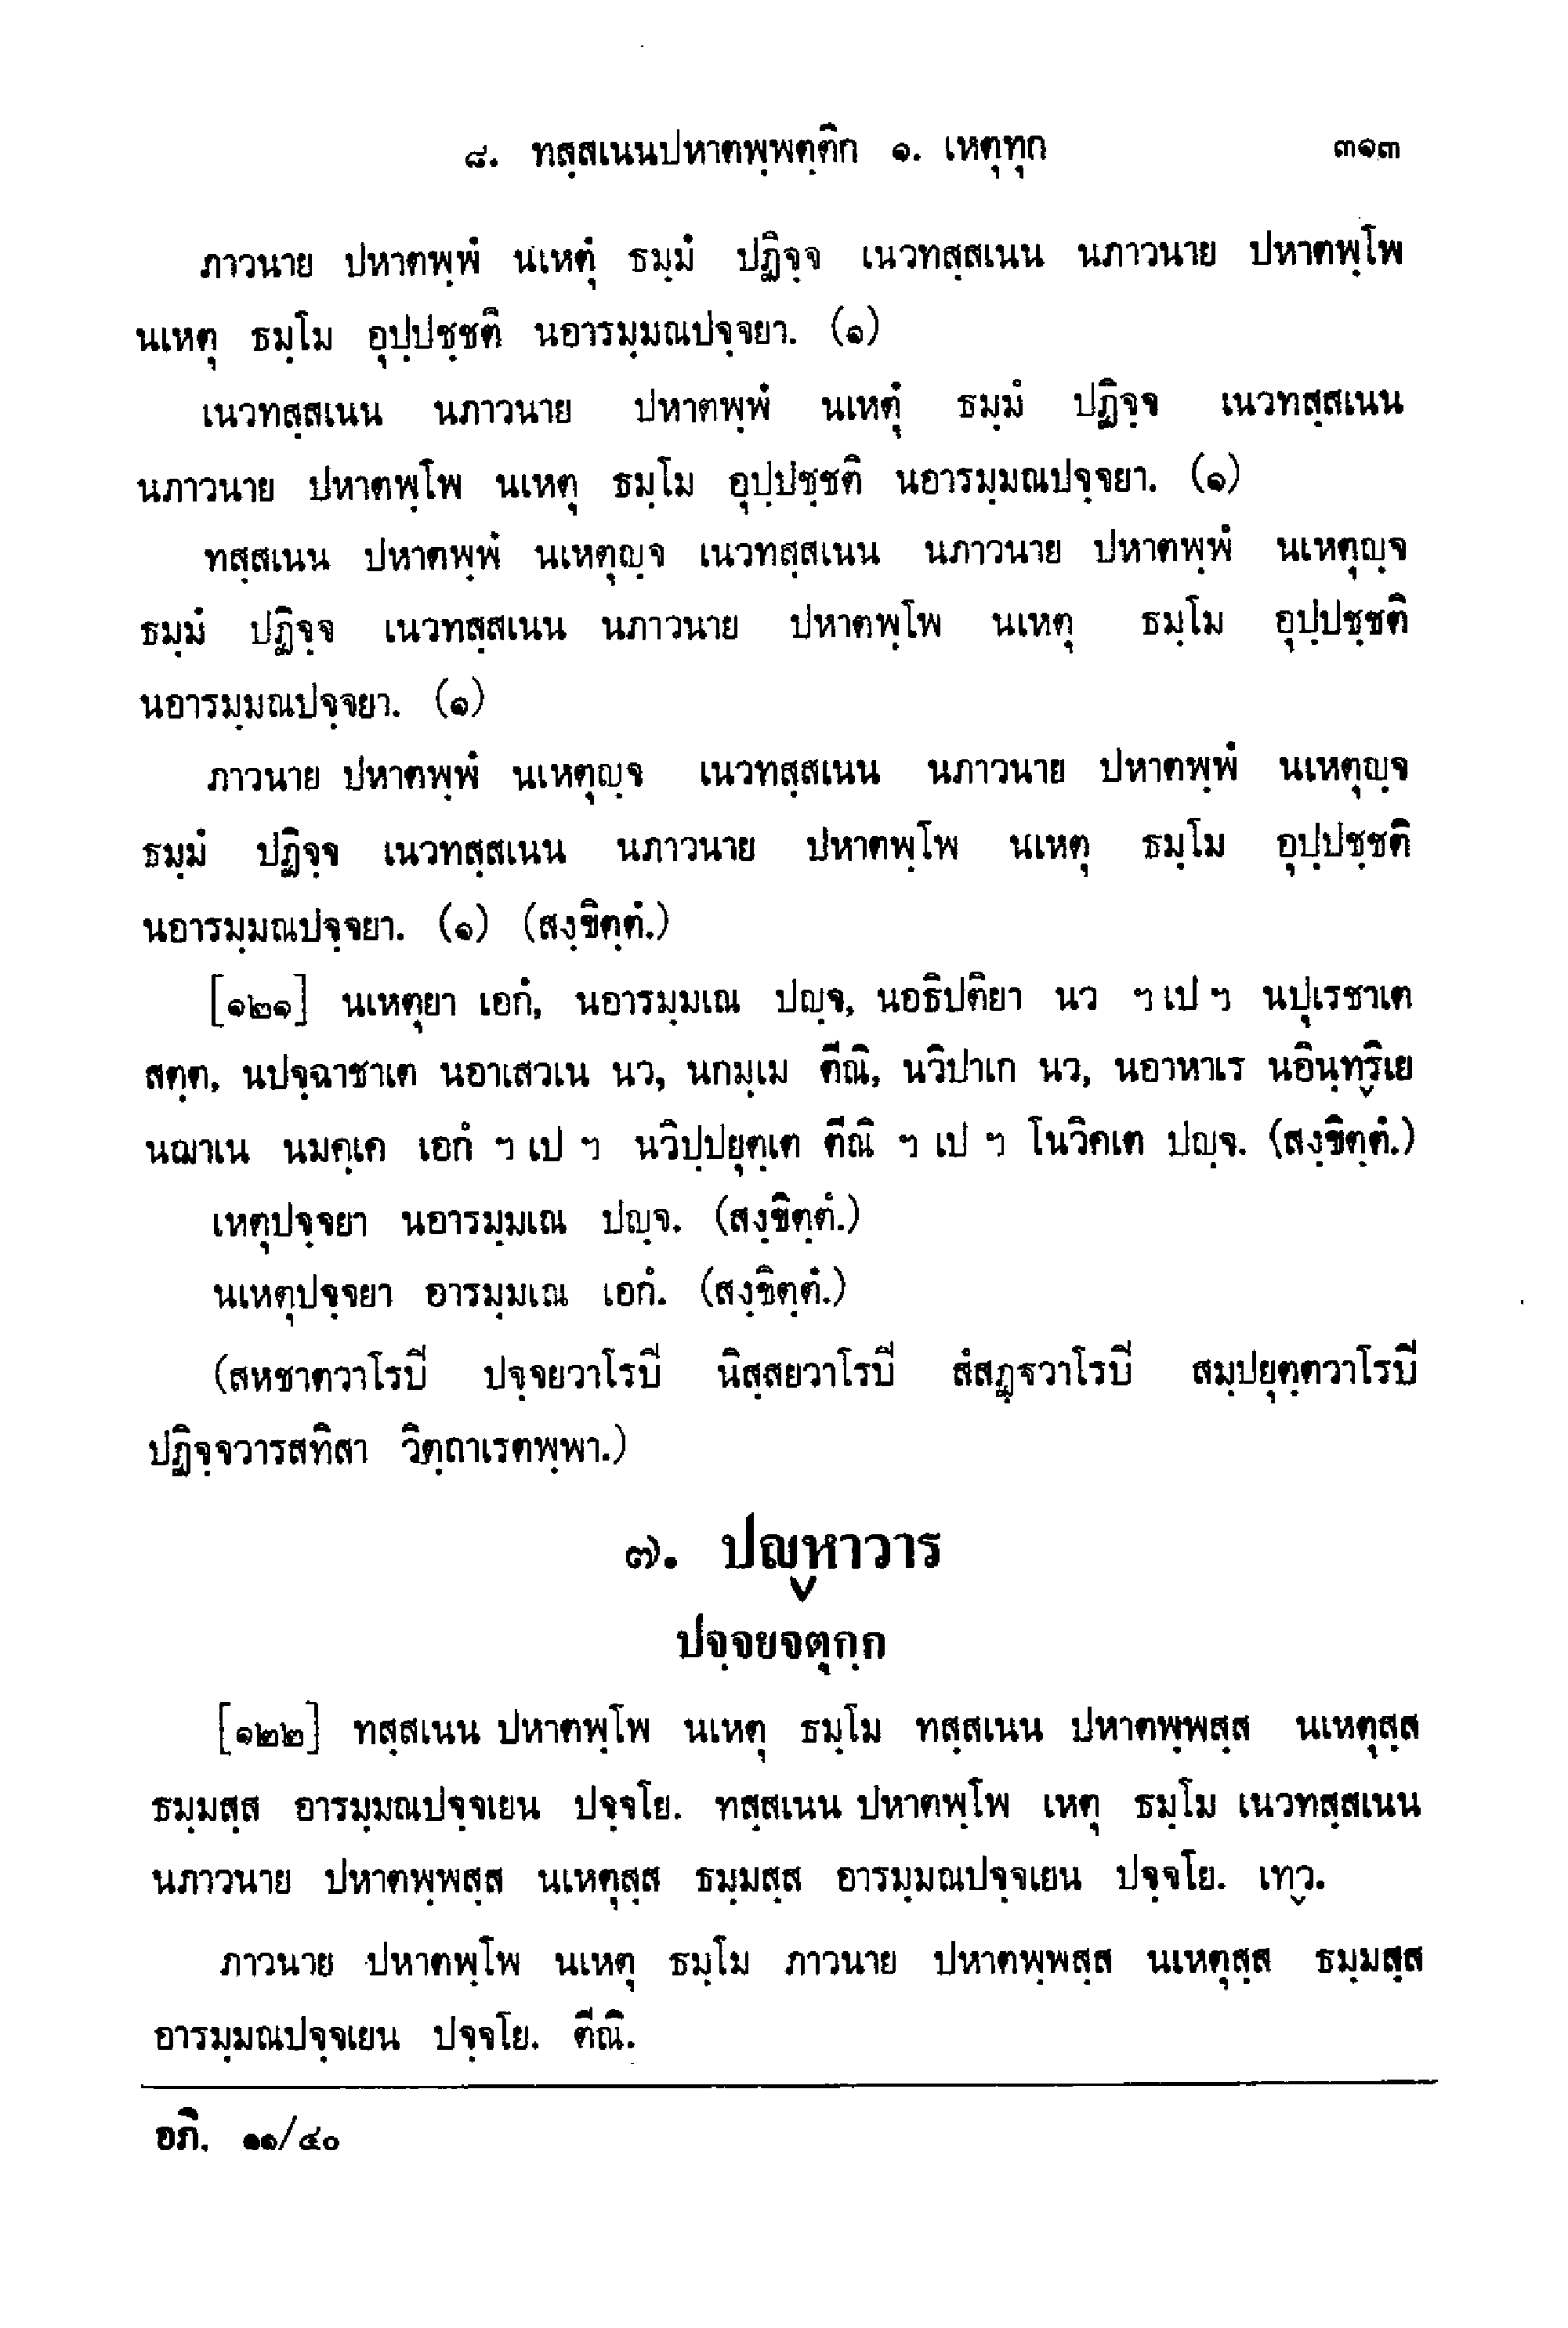 ๘. ทสฺสเนนปหาตพฺพตฺติก ๑. เหตุทุก ๓๑๓
ภาวนาย ปหาตพฺพํ นเหตุํ ธมฺมํ ปฏิจฺจ เนวทสฺสเนน นภาวนาย ปหาตพฺโพ
นเหตุ ธมฺโม อุปฺปชฺชติ นอารมฺมณปจฺจยา. (๑)
เนวทสฺสเนน นภาวนาย ปหาตพฺพํ นเหตุํ ธมฺมํ ปฏิจฺจ เนวทสฺสเนน
นภาวนาย ปหาตพฺโพ นเหตุ ธมฺโม อุปฺปชฺชติ นอารมฺมณปจฺจยา. (๑)
ทสฺสเนน ปหาตพฺพํ นเหตุญฺจ เนวทสฺสเนน นภาวนาย ปหาตพฺพํ นเหตุญฺจ
ธมฺมํ ปฏิจฺจ เนวทสฺสเนน นภาวนาย ปหาตพฺโพ นเหตุ ธมฺโม อุปฺปชฺชติ
นอารมฺมณปจฺจยา. (๑)
ภาวนาย ปหาตพฺพํ นเหตุญฺจ เนวทสฺสเนน นภาวนาย ปหาตพฺพํ นเหตุญฺจ
ธมฺมํ ปฏิจฺจ เนวทสฺสเนน นภาวนาย ปหาตพฺโพ นเหตุ ธมฺโม อุปฺปชฺชติ
นอารมฺมณปจฺจยา. (๑) (สงฺขิตฺตํ.)
[๑๒๑] นเหตุยา เอกํ, นอารมฺมเณ ปญฺจ, นอธิปติยา นว ฯ เป ฯ นปุเรชาเต
สตฺต, นปจฺฉาชาเต นอาเสวเน นว, นกมฺเม ตีณิ, นวิปาเก นว, นอาหาเร นอินฺทฺริเย
นฌาเน นมคฺเค เอกํ ฯ เป ฯ นวิปฺปยุตฺเต ตีณิ ฯ เป ฯ โนวิคเต ปญฺจ. (สงฺขิตฺตํ.)
เหตุปจฺจยา นอารมฺมเณ ปญฺจ. (สงฺขิตฺตํ.)
นเหตุปจฺจยา อารมฺมเณ เอกํ. (สงฺขิตฺตํ.)
(สหชาตวาโรปิ ปจฺจยวาโรปิ นิสฺสยวาโรปิ สํสฏฺฐวาโรปิ สมฺปยุตฺตวาโรปิ
ปฏิจฺจวารสทิสา วิตฺถาเรตพฺพา.)
๗. ปญฺหาวาร
ปจฺจยจตุกฺก
[๑๒๒] ทสฺสเนน ปหาตพฺโพ นเหตุ ธมฺโม ทสฺสเนน ปหาตพฺพสฺส นเหตุสฺส
ธมฺมสฺส อารมฺมณปจฺจเยน ปจฺจโย. ทสฺสเนน ปหาตพฺโพ เหตุ ธมฺโม เนวทสฺสเนน
นภาวนาย ปหาตพฺพสฺส นเหตุสฺส ธมฺมสฺส อารมฺมณปจฺจเยน ปจฺจโย. เทฺว.
ภาวนาย ปหาตพฺโพ นเหตุ ธมฺโม ภาวนาย ปหาตพฺพสฺส นเหตุสฺส ธมฺมสฺส
อารมฺมณปจฺจเยน ปจฺจโย. ตีณิ.
อภิ. ๑๑/๔๐